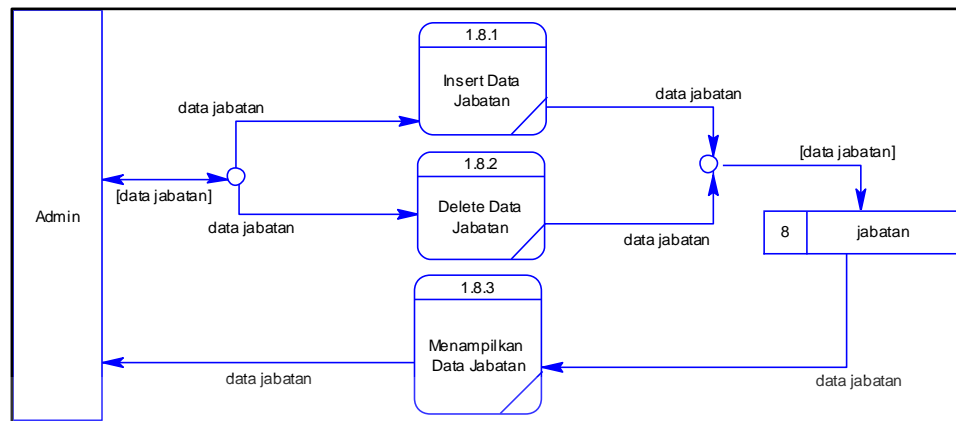 1.8.1
Insert Data
Jabatan
data jabatan
data jabatan
[data jabatan]
data jabatan
Admin
1.8.2
Delete Data
Jabatan
data jabatan
[data jabatan]
8
jabatan
1.8.3
Menampilkan
Data Jabatan
data jabatan
data jabatan